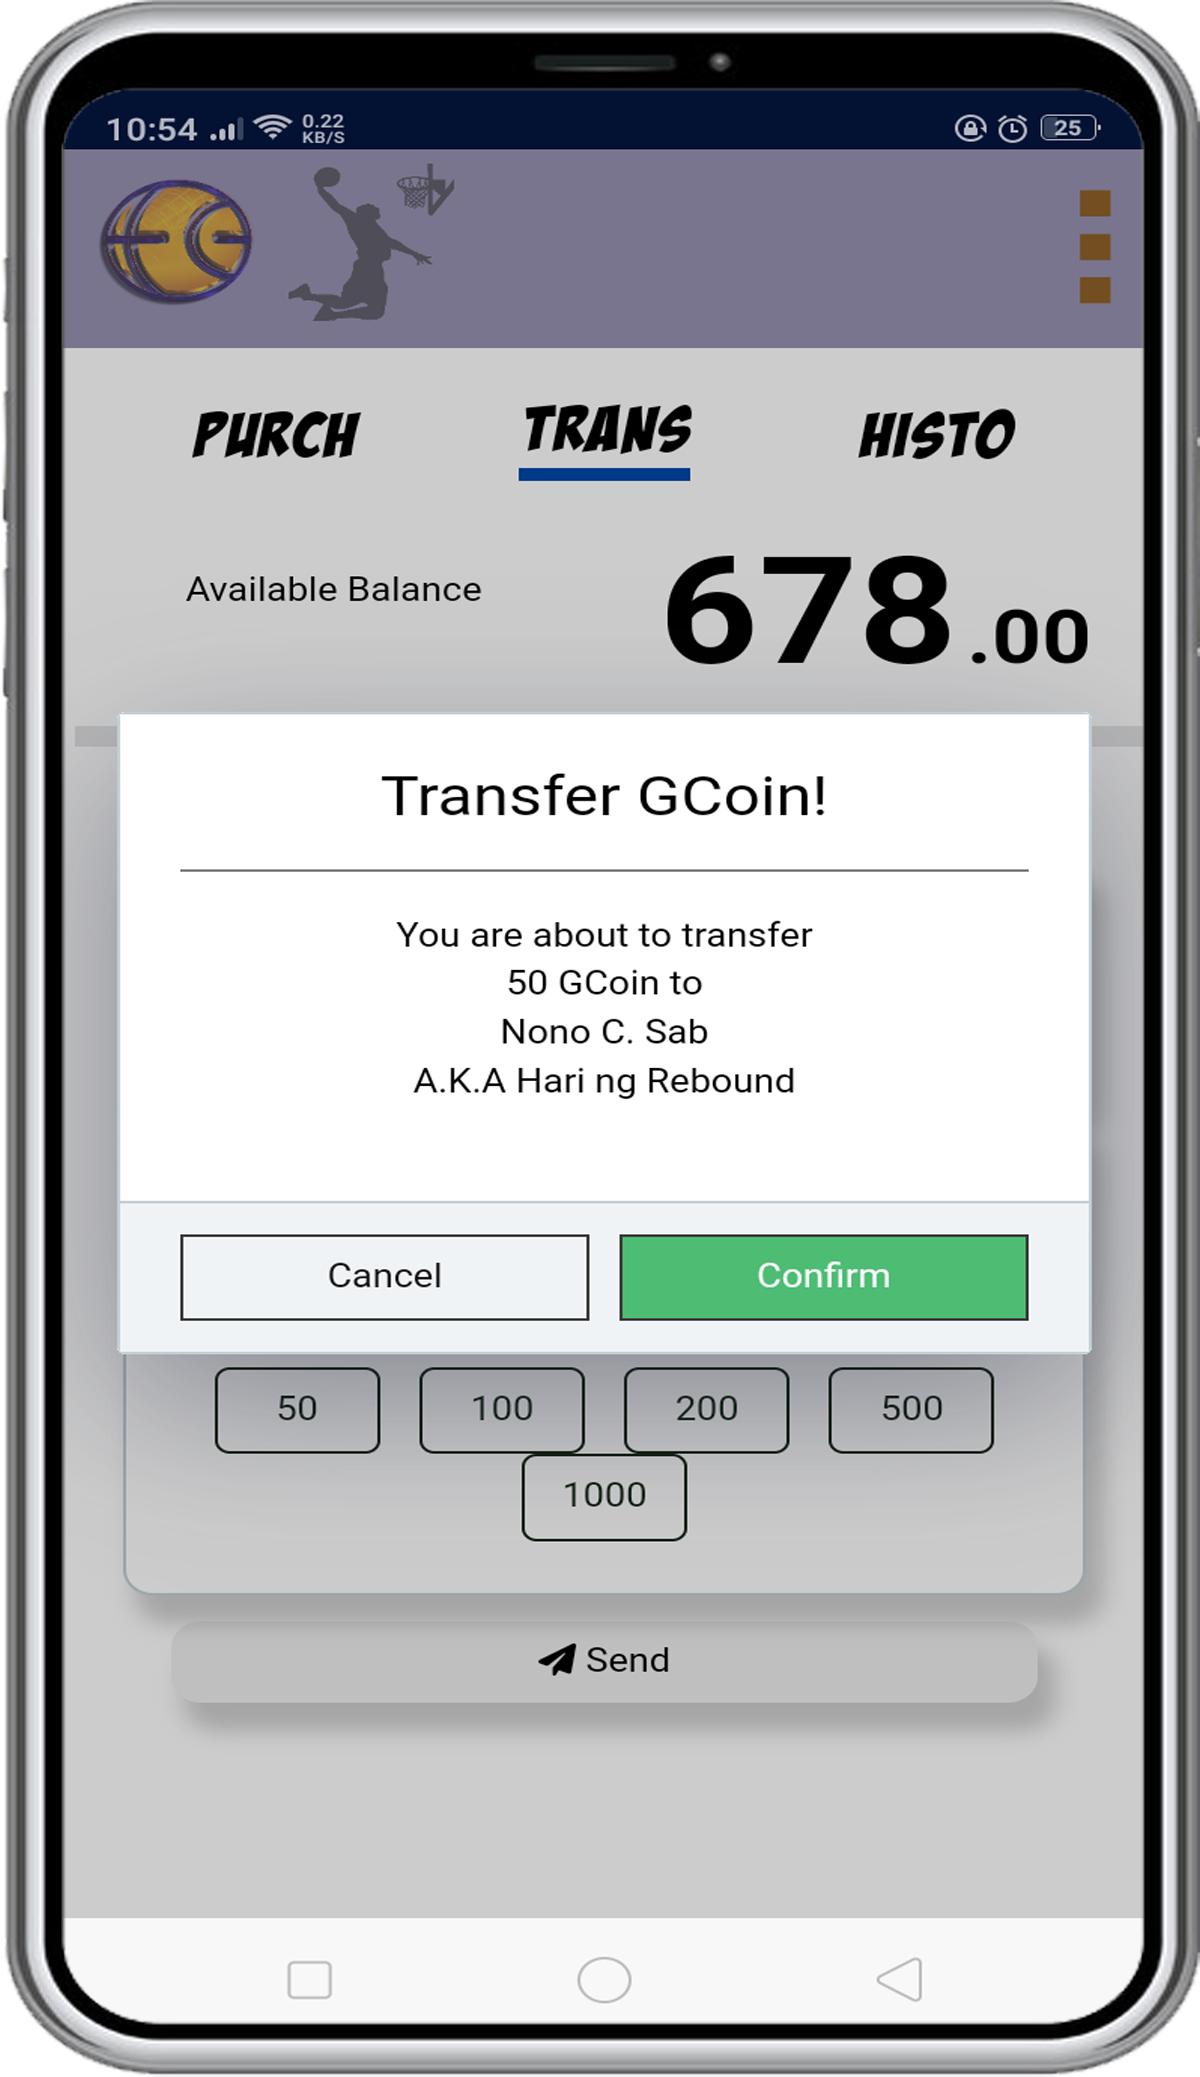 10:54 0.22 KB/S 25
PURCH TRANS HISTO
Available Balance 678.00
Transfer GCoin!
You are about to transfer
50 GCoin to
Nono C. Sab
A.K.A Hari ng Rebound
Cancel Confirm
50 100 200 500
1000
Send